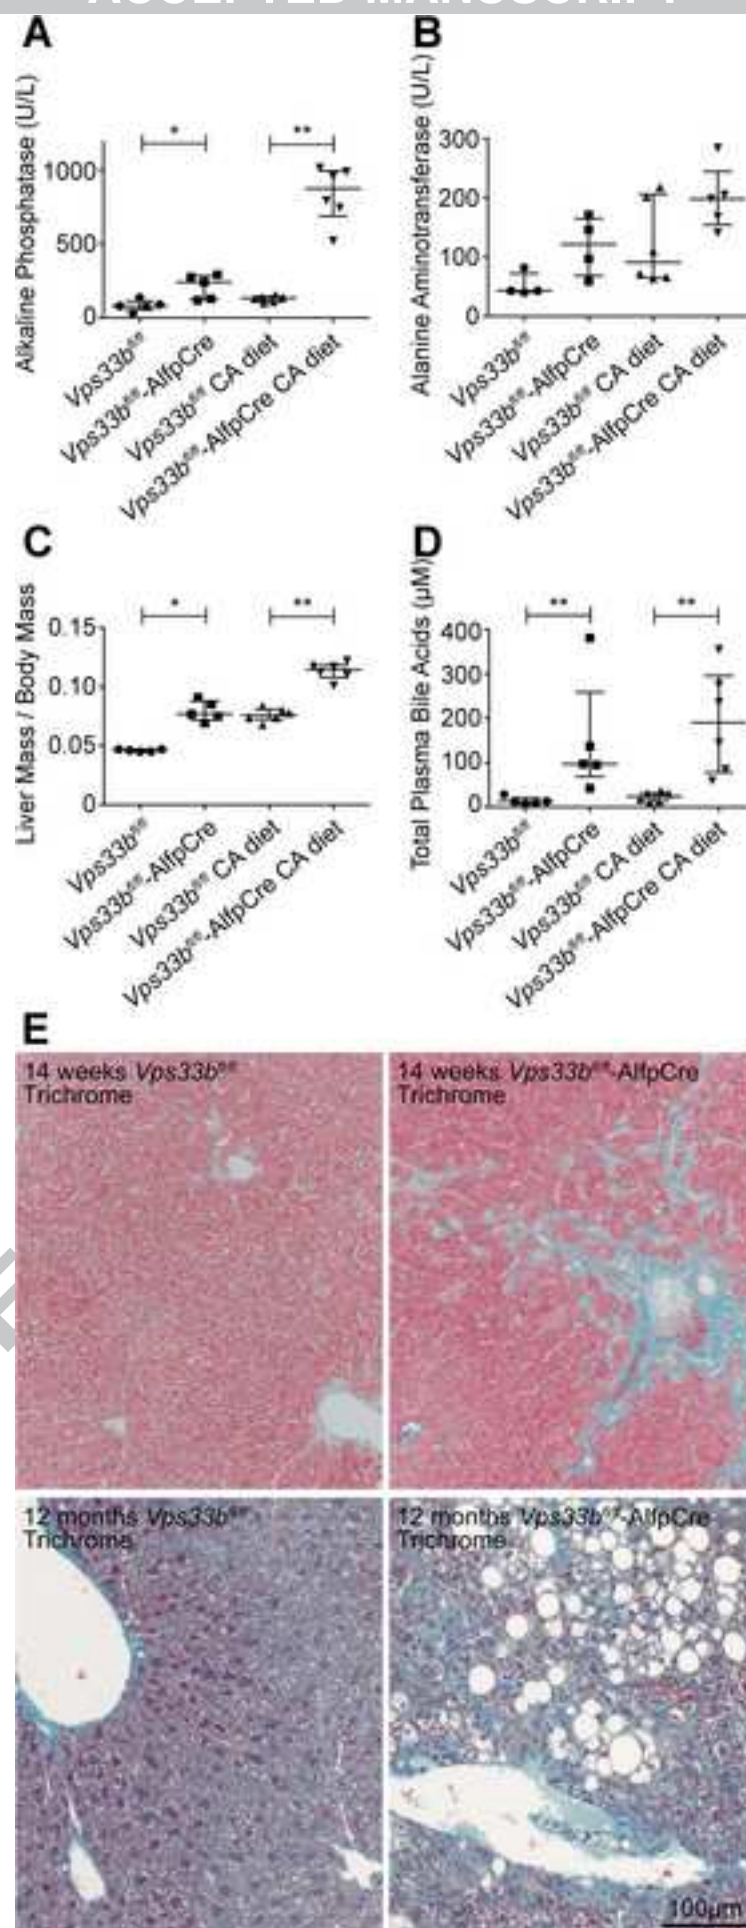 ACCEPTED MANUSCRIPT
A
B
Alkaline Phosphatase (U/L)
1000
500
0
*
**
Vps33b^fl/fl
Vps33b^fl/fl-AlfpCre
Vps33b^fl/fl CA diet
Vps33b^fl/fl-AlfpCre CA diet
Alanine Aminotransferase (U/L)
300
200
100
0
Vps33b^fl/fl
Vps33b^fl/fl-AlfpCre
Vps33b^fl/fl CA diet
Vps33b^fl/fl-AlfpCre CA diet
C
D
Liver Mass / Body Mass
0.15
0.10
0.05
0
*
**
Vps33b^fl/fl
Vps33b^fl/fl-AlfpCre
Vps33b^fl/fl CA diet
Vps33b^fl/fl-AlfpCre CA diet
Total Plasma Bile Acids (μM)
400
300
200
100
0
**
**
Vps33b^fl/fl
Vps33b^fl/fl-AlfpCre
Vps33b^fl/fl CA diet
Vps33b^fl/fl-AlfpCre CA diet
E
14 weeks Vps33b^fl/fl
Trichrome
14 weeks Vps33b^fl/fl-AlfpCre
Trichrome
12 months Vps33b^fl/fl
Trichrome
12 months Vps33b^fl/fl-AlfpCre
Trichrome
100μm